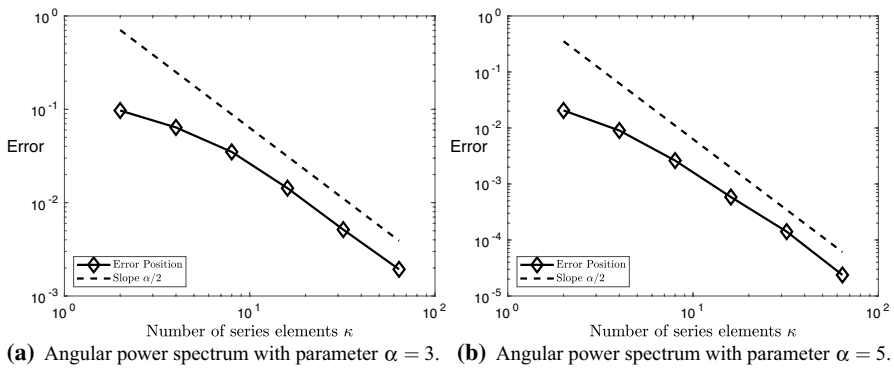 10^0
10^-1
Error
10^-2
10^-3
Error Position
Slope α/2
10^0
10^1
10^2
Number of series elements κ
(a) Angular power spectrum with parameter α = 3.
10^0
10^-1
10^-2
Error
10^-3
10^-4
10^-5
Error Position
Slope α/2
10^0
10^1
10^2
Number of series elements κ
(b) Angular power spectrum with parameter α = 5.